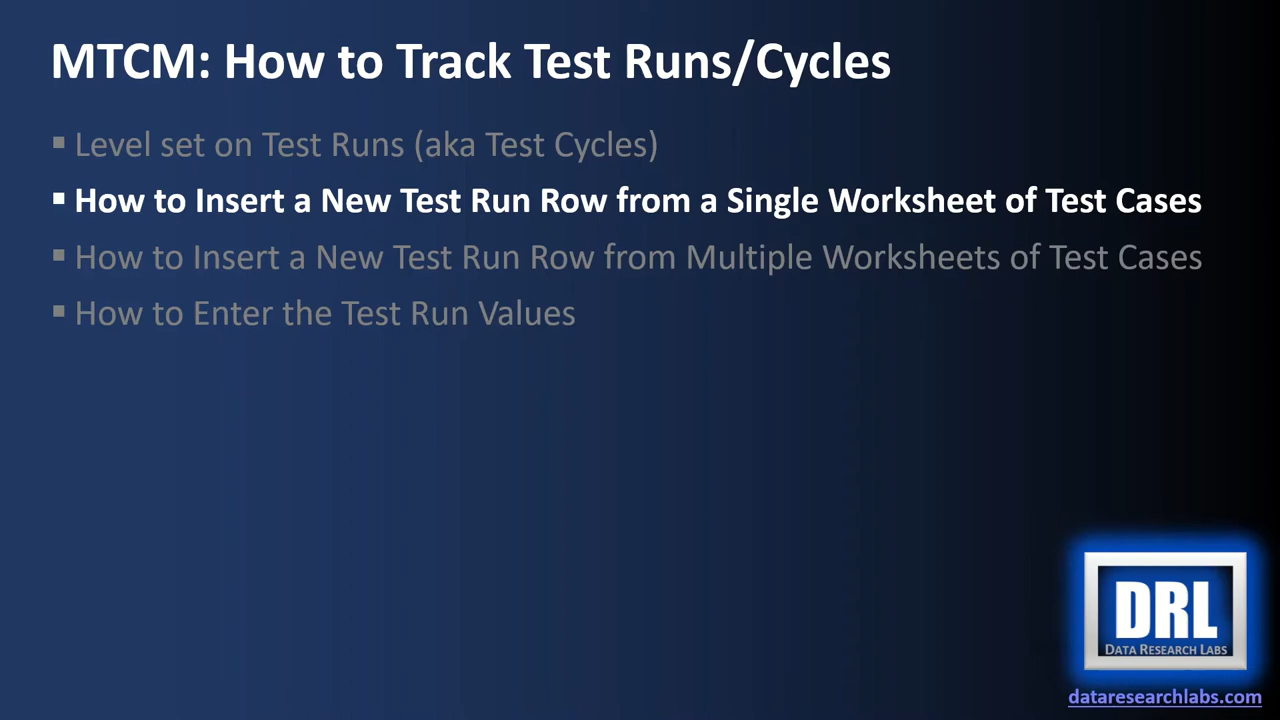 MTCM: How to Track Test Runs/Cycles
▪ Level set on Test Runs (aka Test Cycles)
▪ How to Insert a New Test Run Row from a Single Worksheet of Test Cases
▪ How to Insert a New Test Run Row from Multiple Worksheets of Test Cases
▪ How to Enter the Test Run Values
DRL
DATA RESEARCH LABS
dataresearchlabs.com